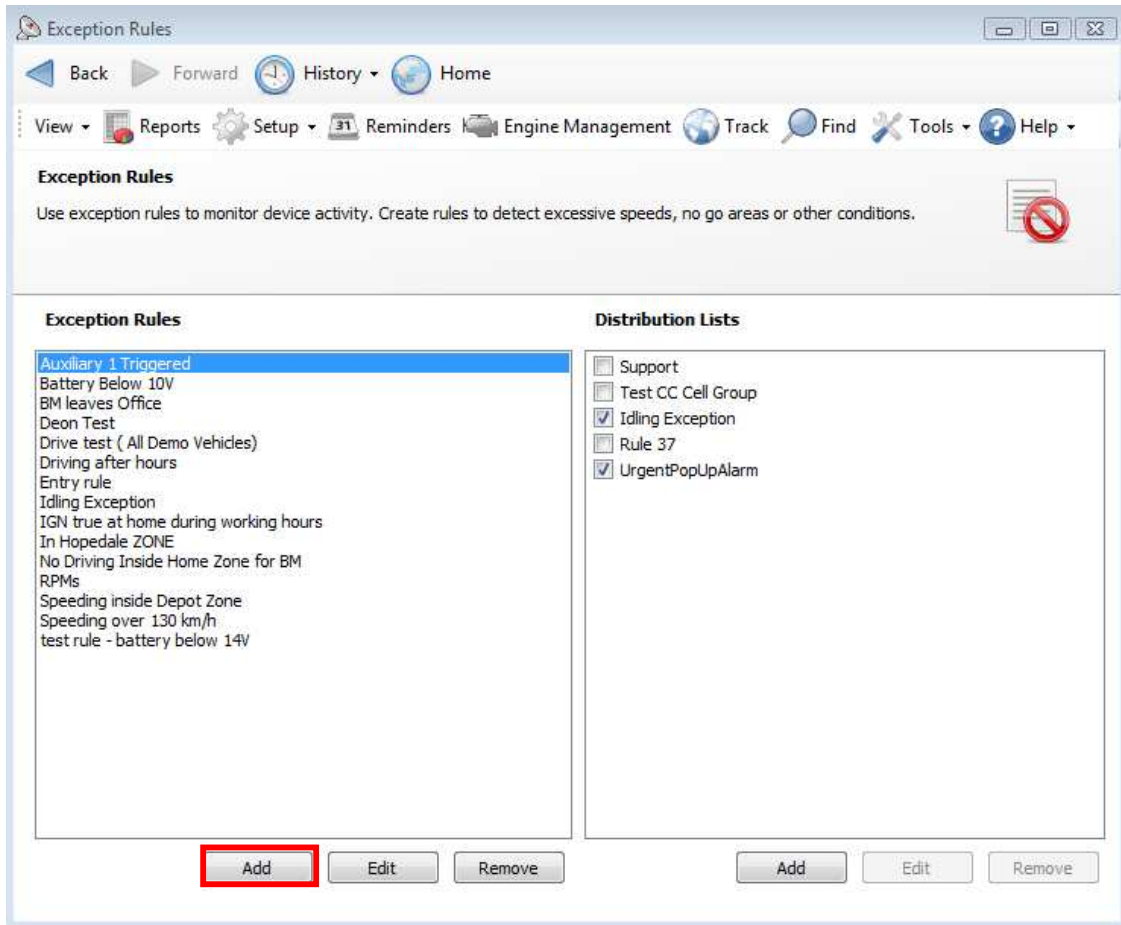 Exception Rules
Back Forward History Home
View 31 Reports Setup Reminders Engine Management Track Find Tools Help
Exception Rules
Use exception rules to monitor device activity. Create rules to detect excessive speeds, no go areas or other conditions.
Exception Rules
Auxiliary 1 Triggered
Battery Below 10V
BM leaves Office
Deon Test
Drive test ( All Demo Vehicles)
Driving after hours
Entry rule
Idling Exception
IGN true at home during working hours
In Hopedale ZONE
No Driving Inside Home Zone for BM
RPMs
Speeding inside Depot Zone
Speeding over 130 km/h
test rule - battery below 14V
Add Edit Remove
Distribution Lists
Support
Test CC Cell Group
Idling Exception
Rule 37
UrgentPopUpAlarm
Add Edit Remove